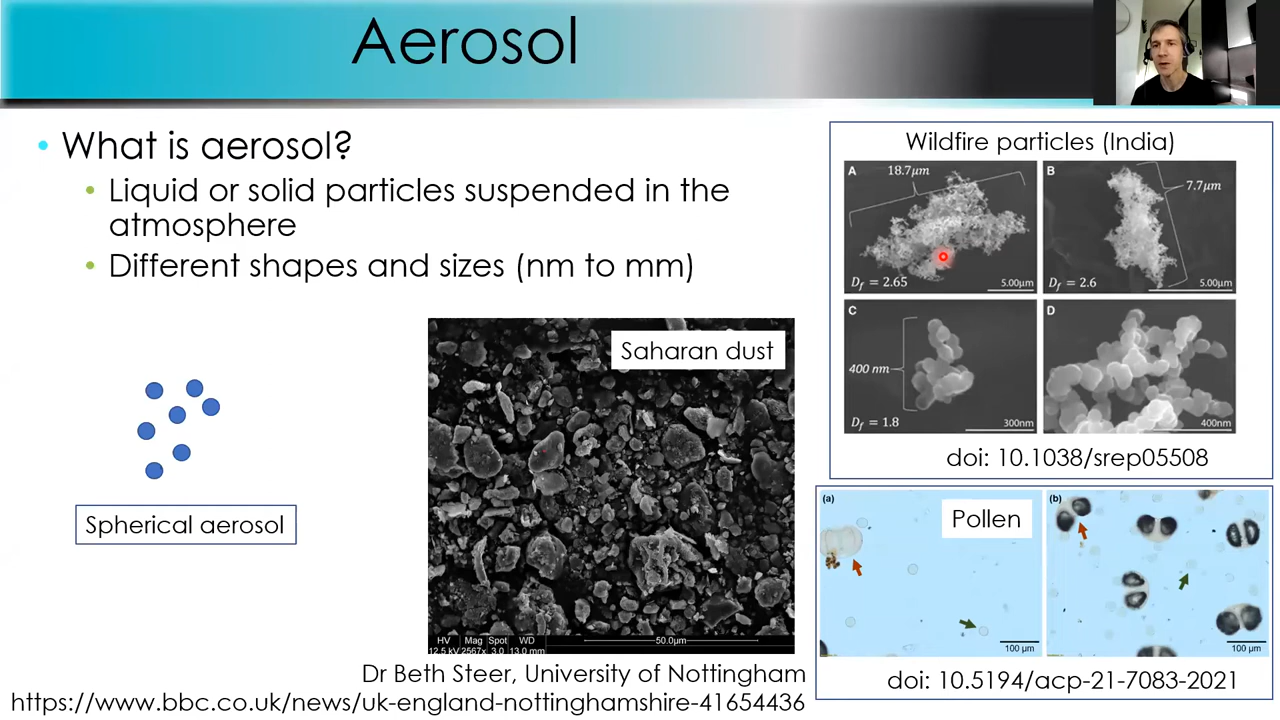 Aerosol
• What is aerosol?
• Liquid or solid particles suspended in the
atmosphere
• Different shapes and sizes (nm to mm)
Spherical aerosol
Saharan dust
HV Mag Spot WD
12.5 kV 2567x 3.0 13.0 mm
50.0µm
Dr Beth Steer, University of Nottingham
https://www.bbc.co.uk/news/uk-england-nottinghamshire-41654436
Wildfire particles (India)
A
18.7µm
Df = 2.65
5.00µm
B
7.7µm
Df = 2.6
5.00µm
C
400 nm
Df = 1.8
300nm
D
400nm
doi: 10.1038/srep05508
(a)
Pollen
100 µm
(b)
100 µm
doi: 10.5194/acp-21-7083-2021